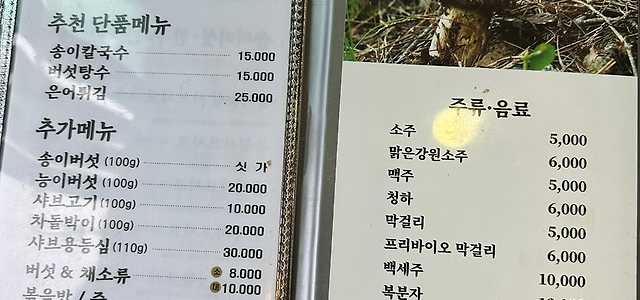 추천 단품메뉴
송이칼국수 15.000
버섯탕수 15.000
은어튀김 25.000
추가메뉴
송이버섯 (100g) 싯 가
능이버섯 (100g) 20.000
샤브고기 (100g) 10.000
차돌박이 (100g) 20.000
샤브용등심 (110g) 30.000
버섯 & 채소류 소 8.000
대 10.000
볶음밥 / 죽
주류·음료
소주 5,000
맑은강원소주 6,000
맥주 5,000
청하 6,000
막걸리 5,000
프리바이오 막걸리 6,000
백세주 10,000
복분자